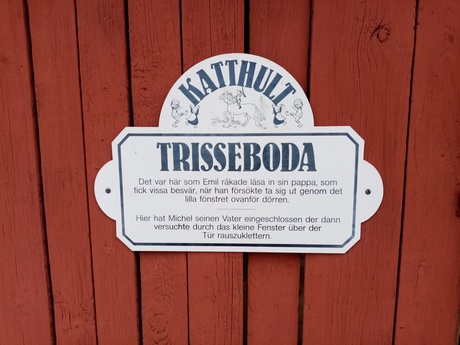 KATTHULT
TRISSEBODA
Det var här som Emil råkade låsa in sin pappa, som
fick vissa besvär, när han försökte ta sig ut genom det
lilla fönstret ovanför dörren.
Hier hat Michel seinen Vater eingeschlossen der dann
versuchte durch das kleine Fenster über der
Tür rauszuklettern.